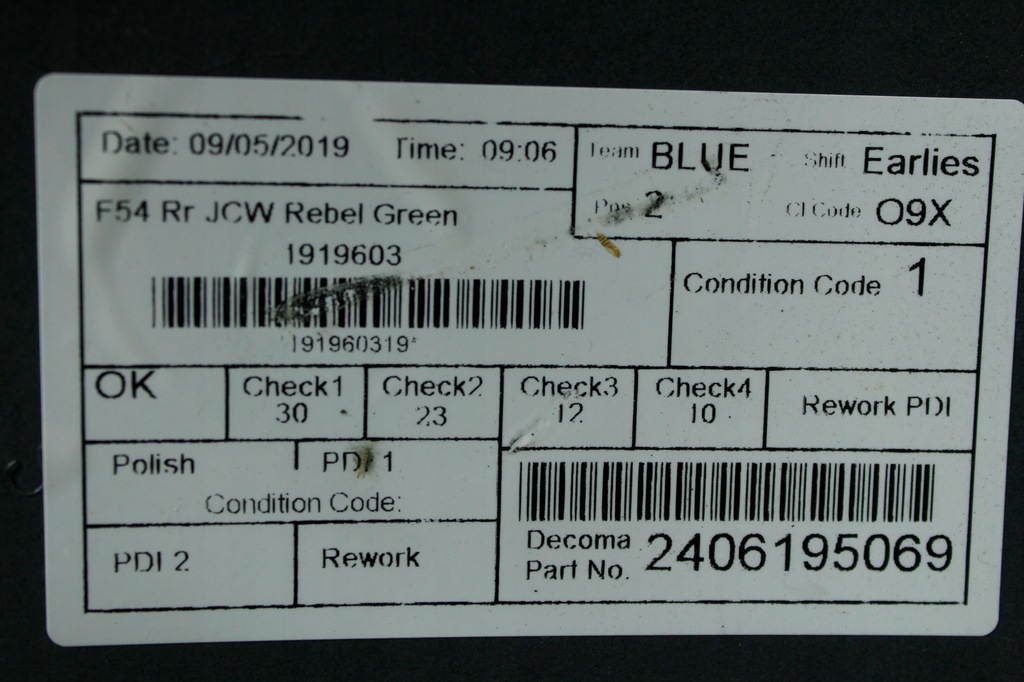 Date: 09/05/2019 Time: 09:06
Team BLUE Shift Earlies
Pos 2 CI Code O9X
F54 Rr JCW Rebel Green
1919603
191960319*
Condition Code 1
OK
Check1
30
Check2
23
Check3
12
Check4
10
Rework PDI
Polish
PDI 1
Condition Code:
PDI 2
Rework
Decoma
Part No. 2406195069